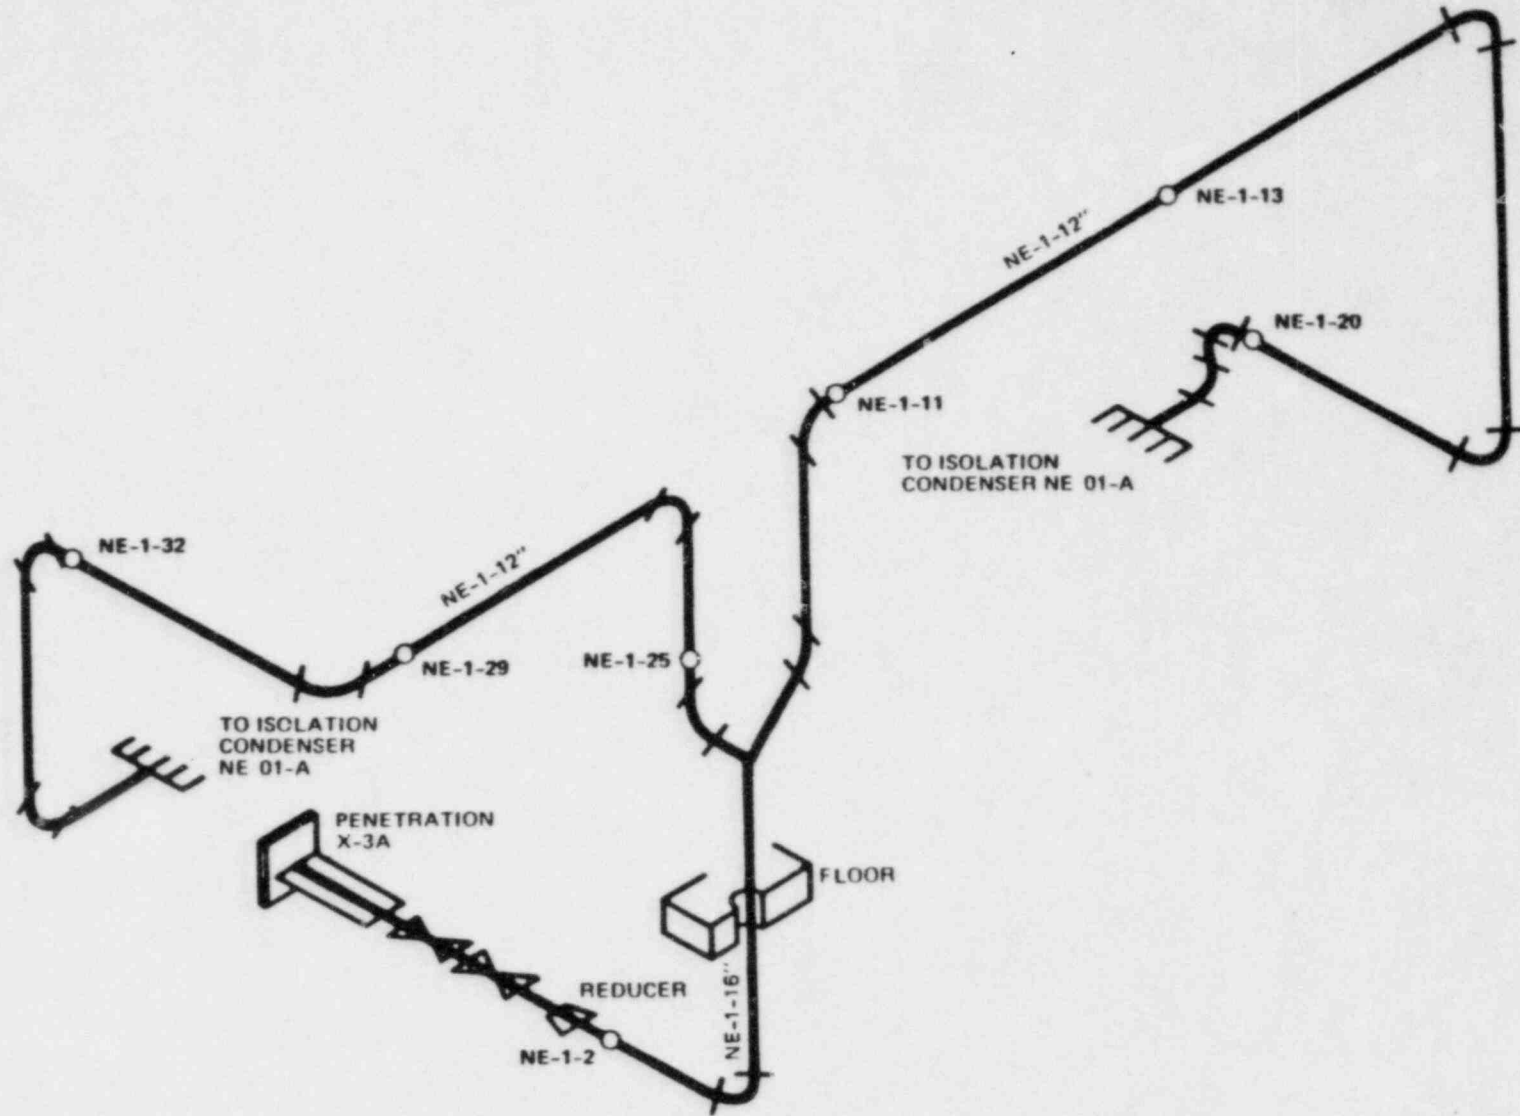 NE-1-13
NE-1-12"
NE-1-20
NE-1-11
TO ISOLATION
CONDENSER NE 01-A
NE-1-32
NE-1-12"
NE-1-29
NE-1-25
TO ISOLATION
CONDENSER
NE 01-A
PENETRATION
X-3A
FLOOR
REDUCER
NE-1-16"
NE-1-2